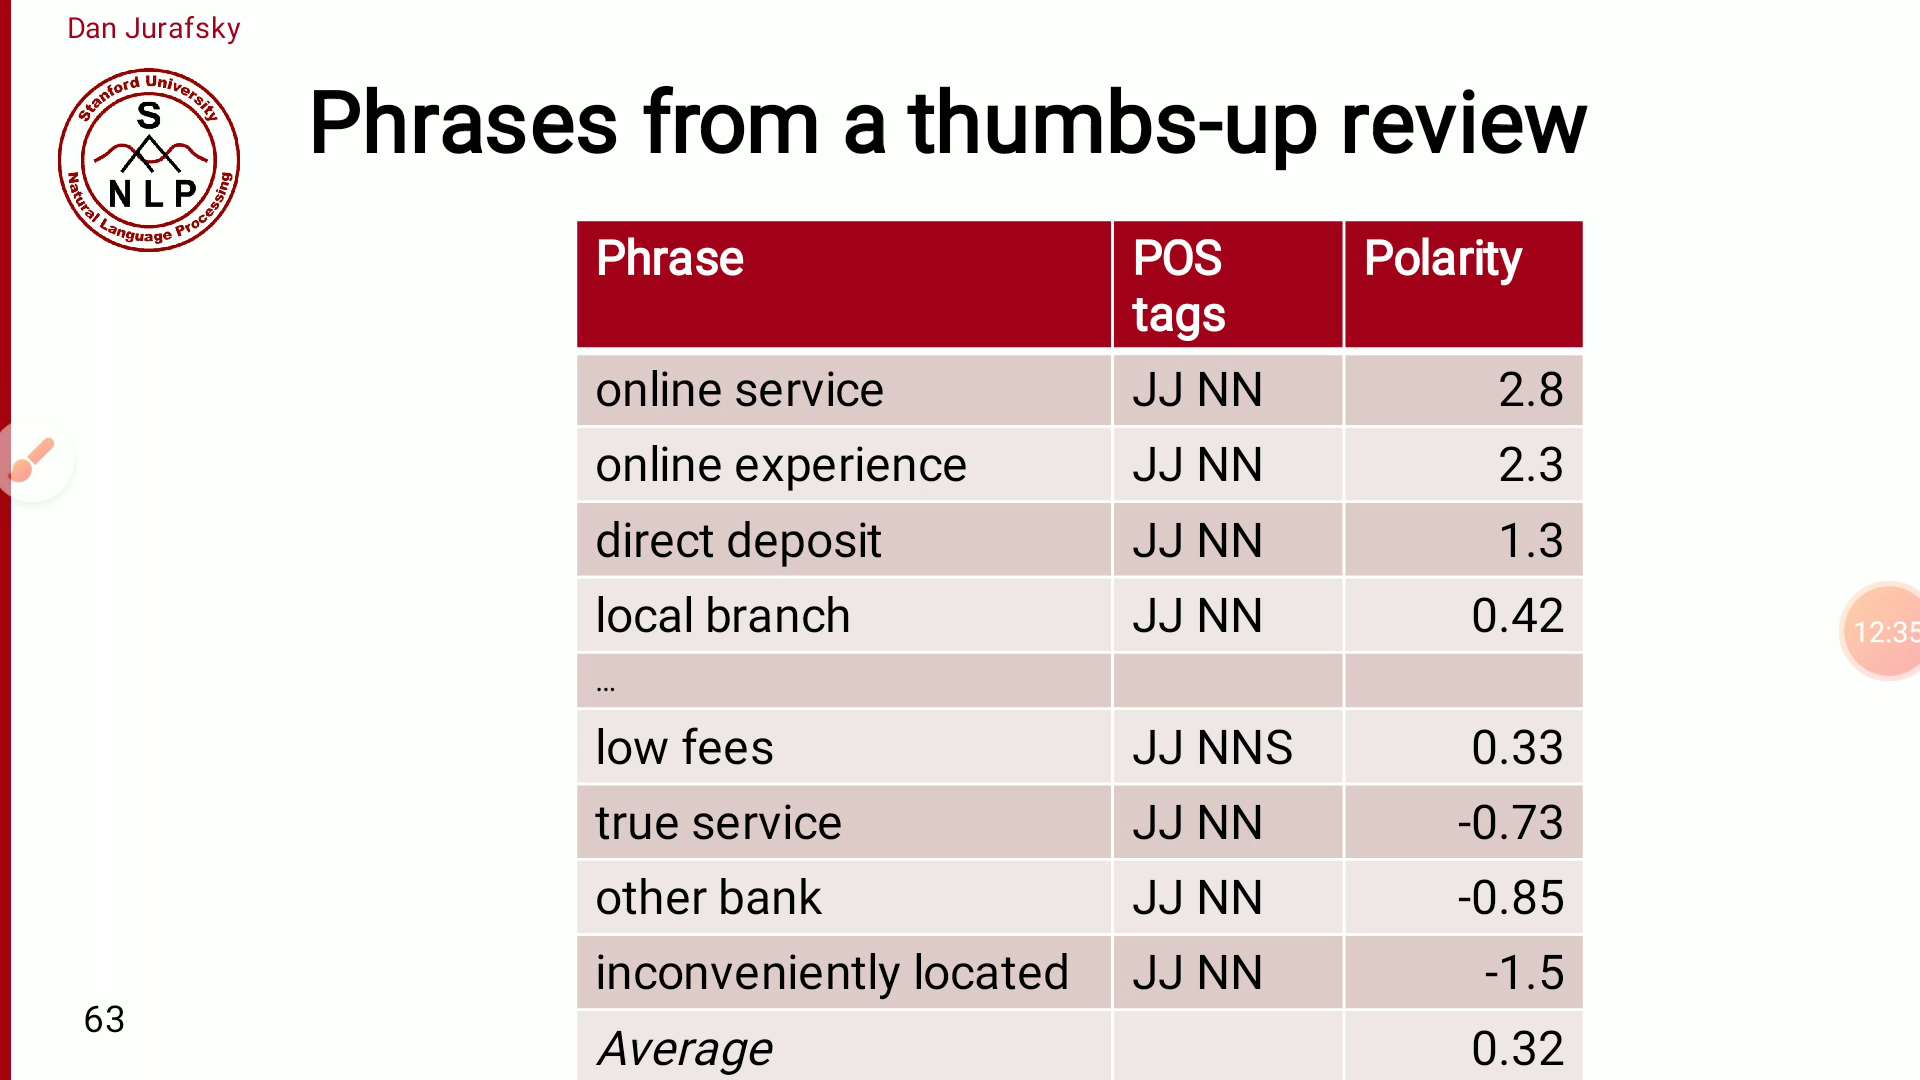 Dan Jurafsky
Stanford University
S
N L P
Natural Language Processing
Phrases from a thumbs-up review
Phrase POS tags Polarity
online service JJ NN 2.8
online experience JJ NN 2.3
direct deposit JJ NN 1.3
local branch JJ NN 0.42
...
low fees JJ NNS 0.33
true service JJ NN -0.73
other bank JJ NN -0.85
inconveniently located JJ NN -1.5
Average 0.32
63
12:35